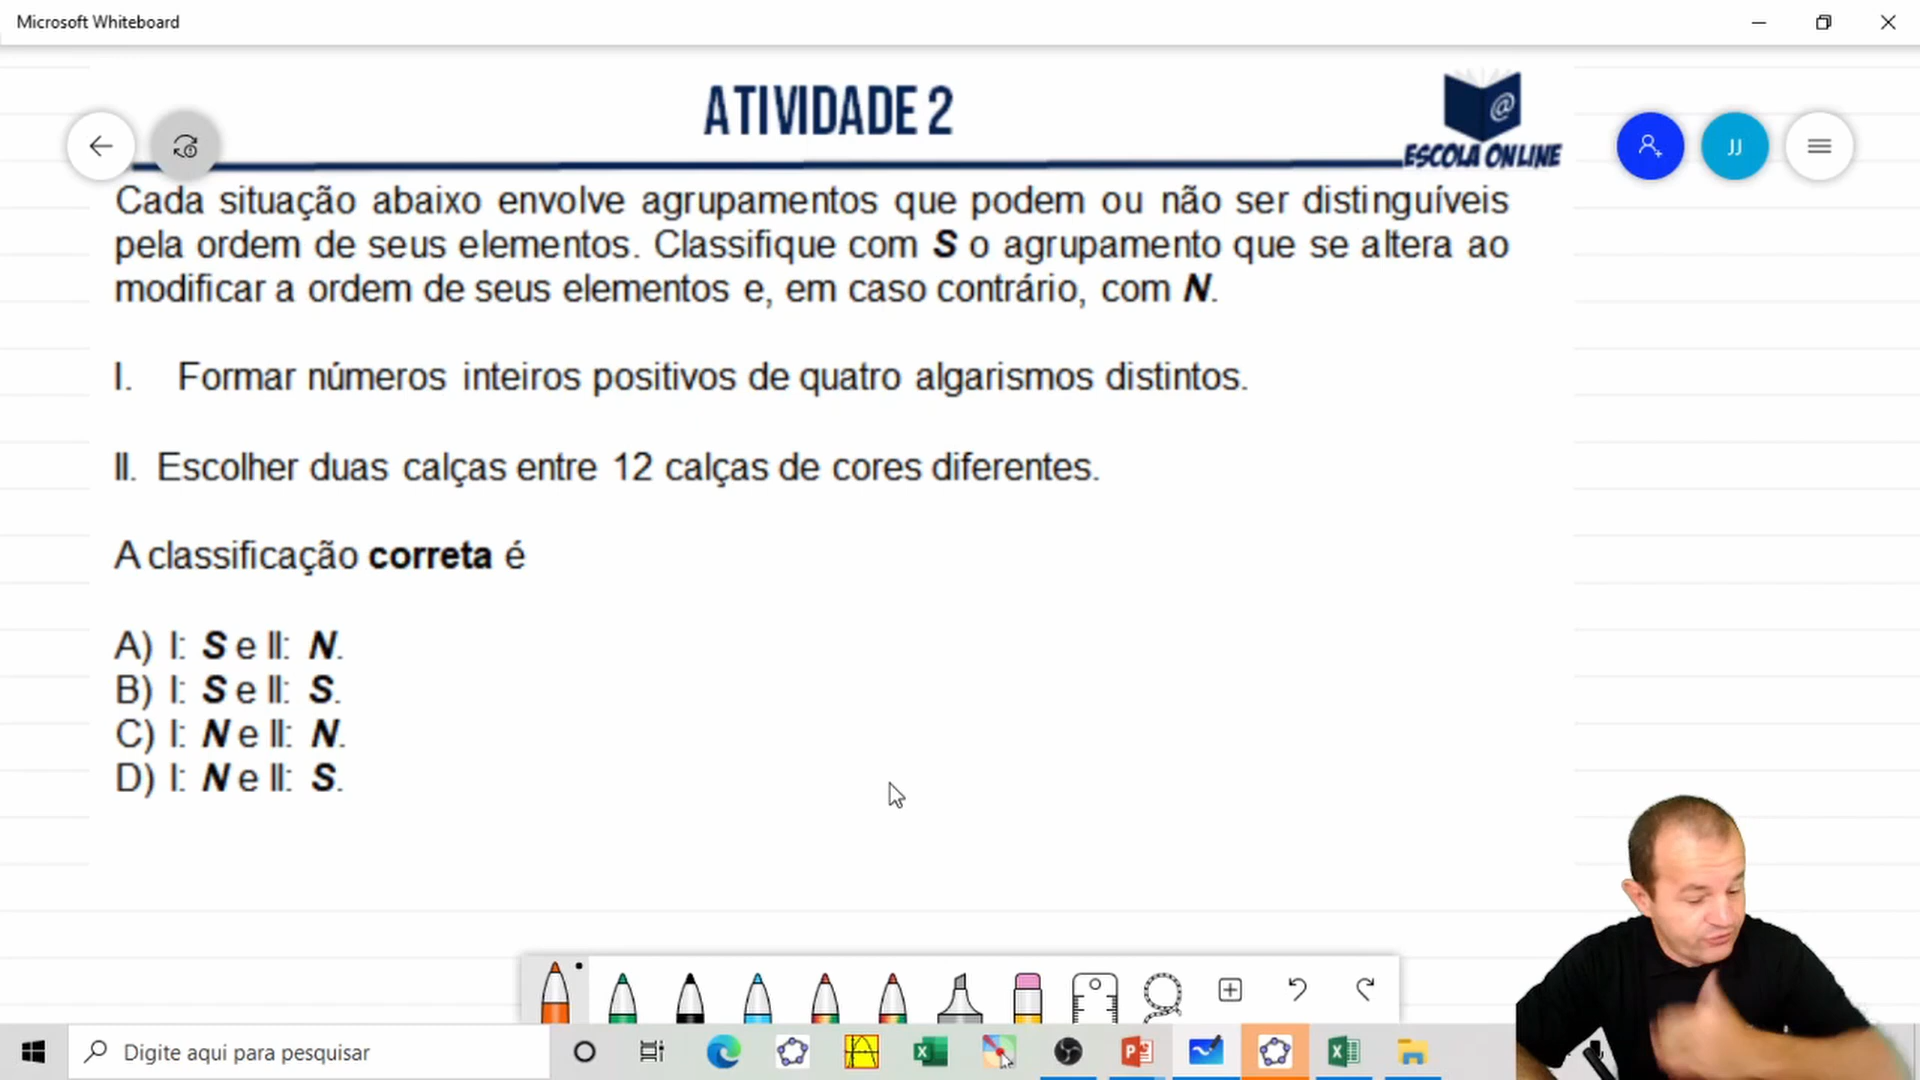 Microsoft Whiteboard
ATIVIDADE 2
@
ESCOLA ONLINE
JJ
Cada situação abaixo envolve agrupamentos que podem ou não ser distinguíveis
pela ordem de seus elementos. Classifique com S o agrupamento que se altera ao
modificar a ordem de seus elementos e, em caso contrário, com N.
I. Formar números inteiros positivos de quatro algarismos distintos.
II. Escolher duas calças entre 12 calças de cores diferentes.
A classificação correta é
A) I: S e II: N.
B) I: S e II: S.
C) I: N e II: N.
D) I: N e II: S.
Digite aqui para pesquisar